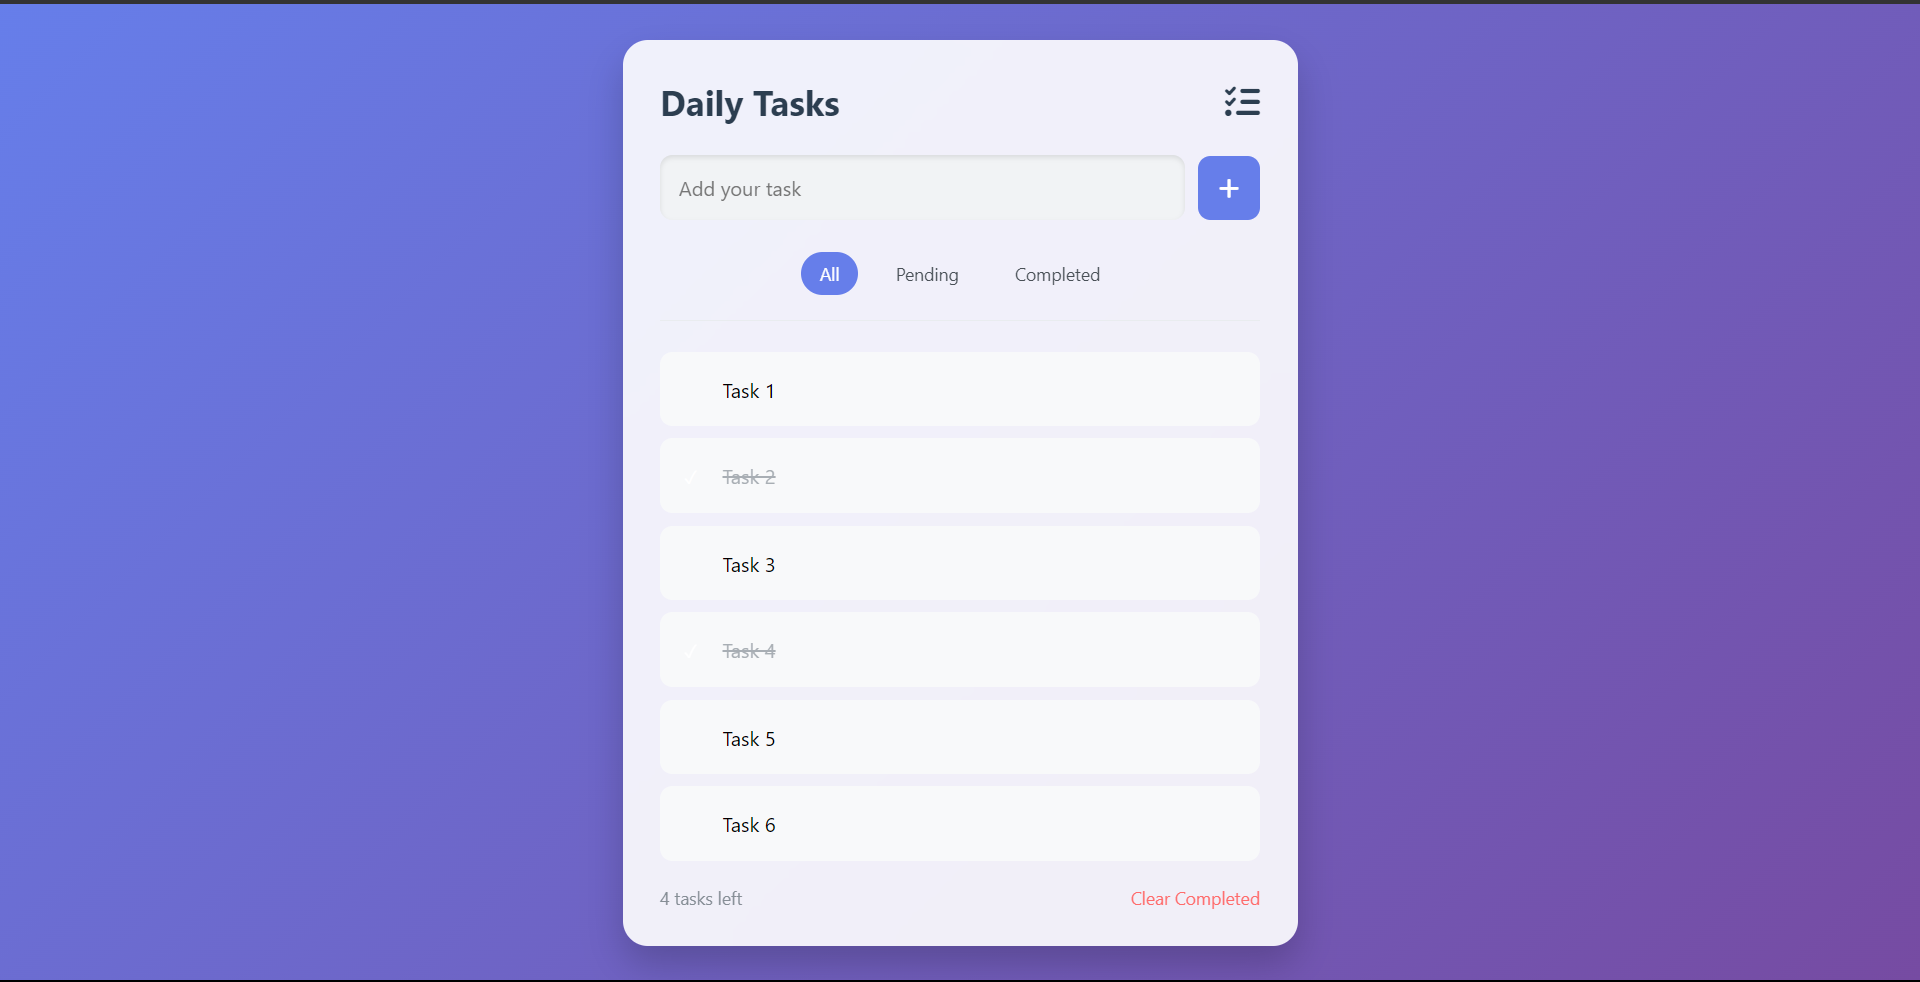 Daily Tasks
Add your task
+
All Pending Completed
Task 1
✓ Task 2
Task 3
✓ Task 4
Task 5
Task 6
4 tasks left Clear Completed